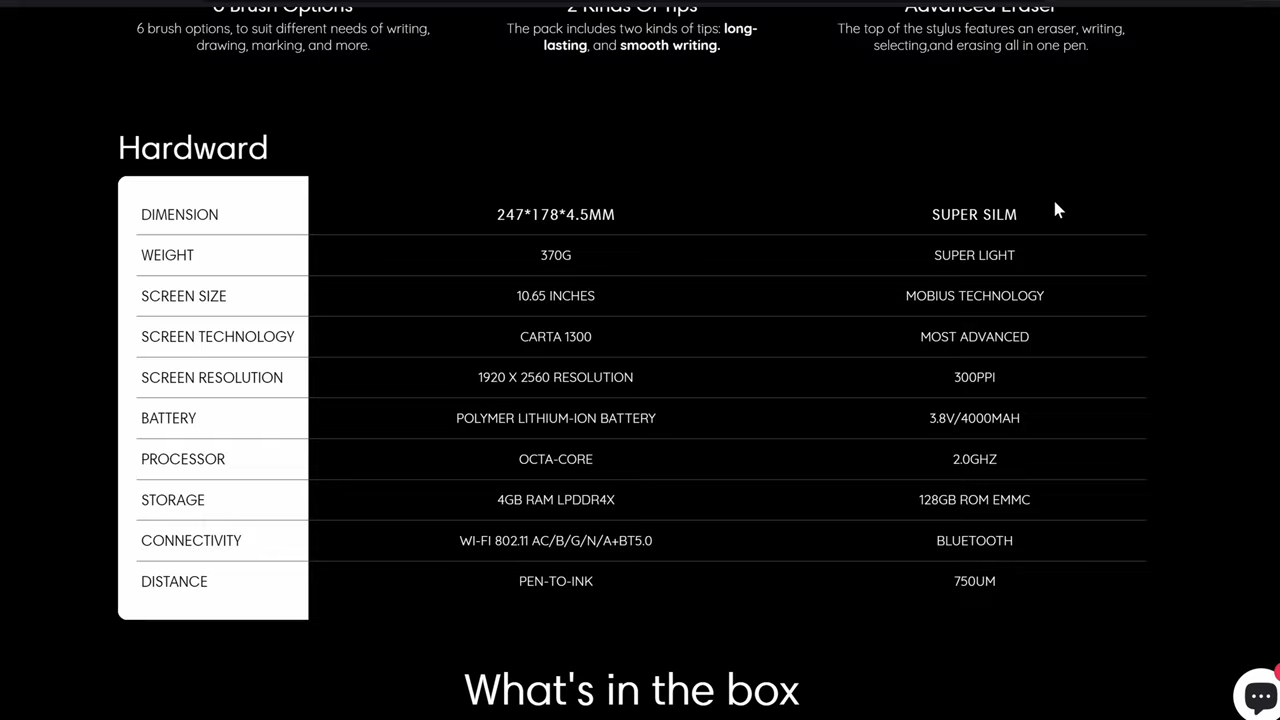 6 Brush Options
2 Kinds Of Tips
Advanced Eraser
6 brush options, to suit different needs of writing,
drawing, marking, and more.
The pack includes two kinds of tips: long-
lasting, and smooth writing.
The top of the stylus features an eraser, writing,
selecting,and erasing all in one pen.
Hardward
DIMENSION 247*178*4.5MM SUPER SILM
WEIGHT 370G SUPER LIGHT
SCREEN SIZE 10.65 INCHES MOBIUS TECHNOLOGY
SCREEN TECHNOLOGY CARTA 1300 MOST ADVANCED
SCREEN RESOLUTION 1920 X 2560 RESOLUTION 300PPI
BATTERY POLYMER LITHIUM-ION BATTERY 3.8V/4000MAH
PROCESSOR OCTA-CORE 2.0GHZ
STORAGE 4GB RAM LPDDR4X 128GB ROM EMMC
CONNECTIVITY WI-FI 802.11 AC/B/G/N/A+BT5.0 BLUETOOTH
DISTANCE PEN-TO-INK 750UM
What's in the box